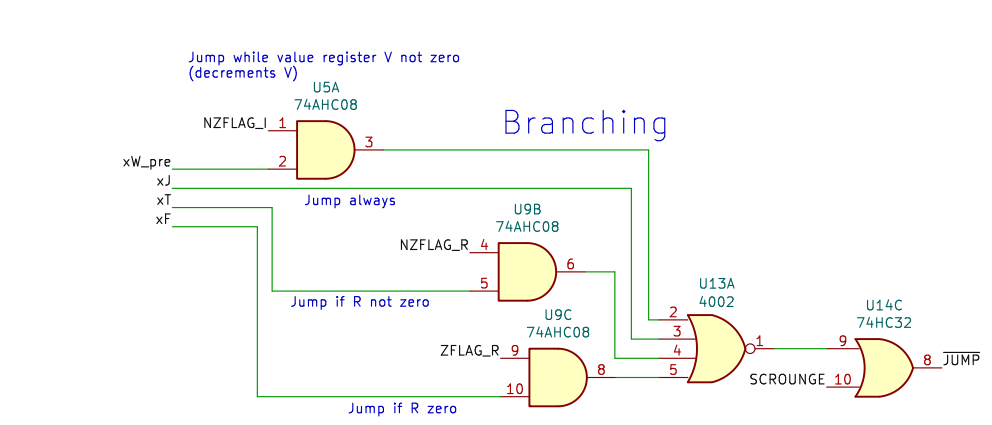 Jump while value register V not zero
(decrements V)
U5A
74AHC08
Branching
NZFLAG_I
1
3
xW_pre
2
xJ
xT
Jump always
xF
U9B
74AHC08
NZFLAG_R
4
6
5
Jump if R not zero
U13A
4002
2
3
4
5
1
U9C
74AHC08
ZFLAG_R
9
8
10
Jump if R zero
U14C
74HC32
9
SCROUNGE
10
8
JUMP